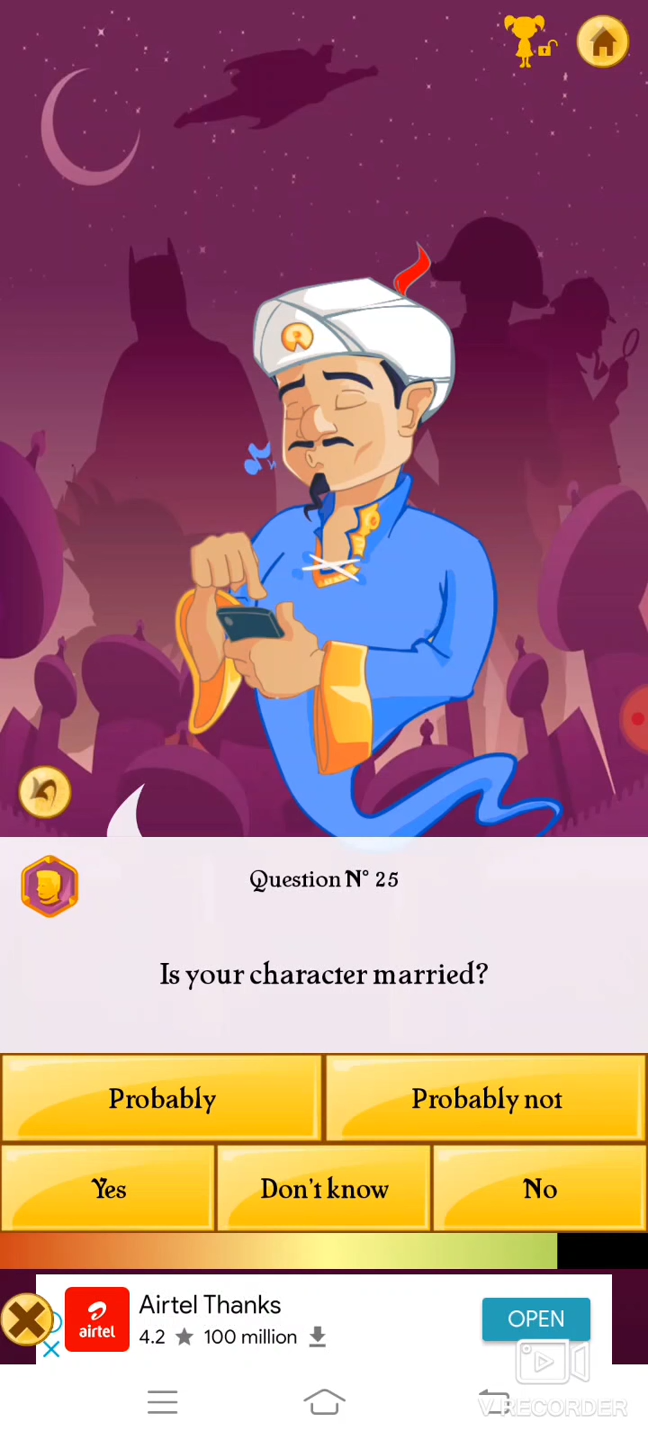 Question N° 25
Is your character married?
Probably
Probably not
Yes
Don't know
No
Airtel Thanks
airtel
4.2 ★ 100 million
OPEN
V RECORDER